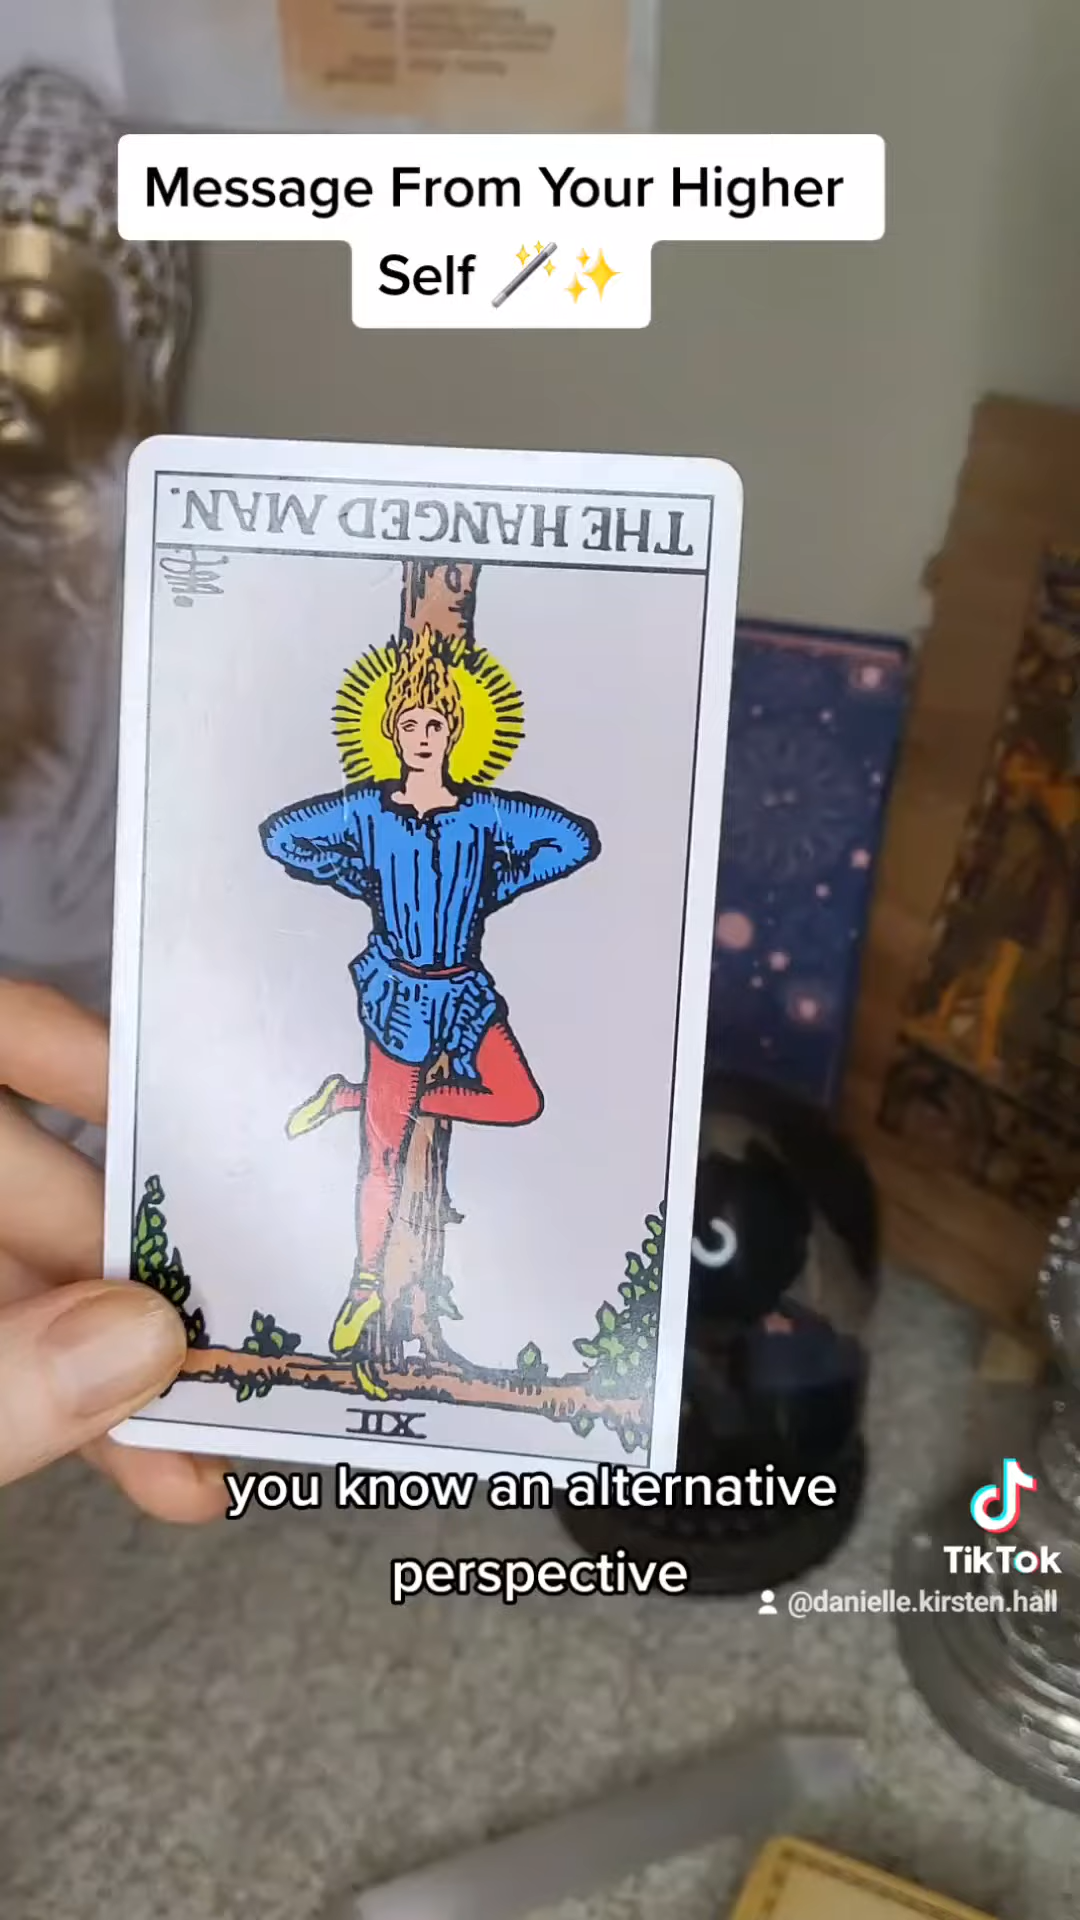 Message From Your Higher
Self 🪄✨
THE HANGED MAN.
XII
you know an alternative
perspective
TikTok
@danielle.kirsten.hall